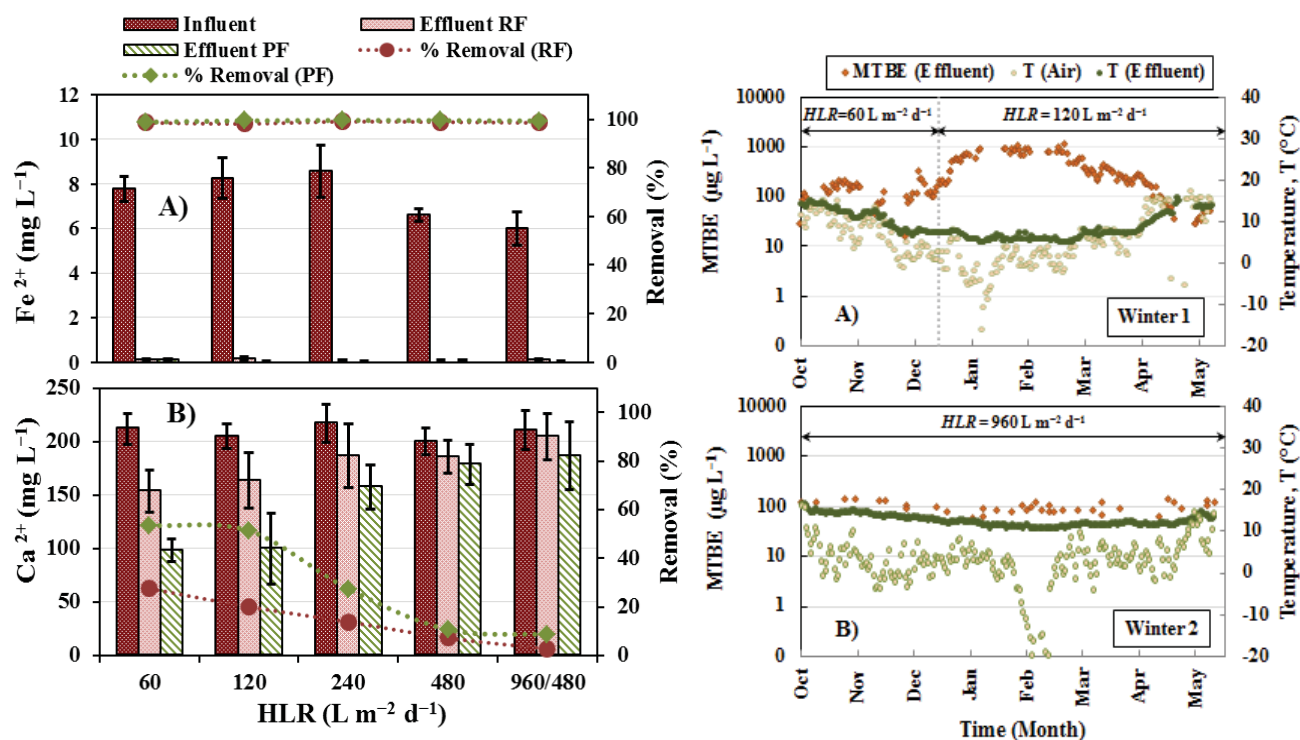 Influent
Effluent RF
Effluent PF
% Removal (RF)
% Removal (PF)
12
10
8
6
4
2
0
Fe 2+ (mg L−1)
A)
100
80
60
40
20
0
Removal (%)
250
200
150
100
50
0
Ca 2+ (mg L−1)
B)
100
80
60
40
20
0
Removal (%)
60 120 240 480 960/480
HLR (L m−2 d−1)
MTBE (Effluent) T (Air) T (Effluent)
10000
1000
100
10
1
0
MTBE (µg L−1)
HLR=60 L m−2 d−1
HLR = 120 L m−2 d−1
A)
Winter 1
40
30
20
10
0
-10
-20
Temperature, T (°C)
Oct Nov Dec Jan Feb Mar Apr May
10000
1000
100
10
1
0
MTBE (µg L−1)
HLR = 960 L m−2 d−1
B)
Winter 2
40
30
20
10
0
-10
-20
Temperature, T (°C)
Oct Nov Dec Jan Feb Mar Apr May
Time (Month)